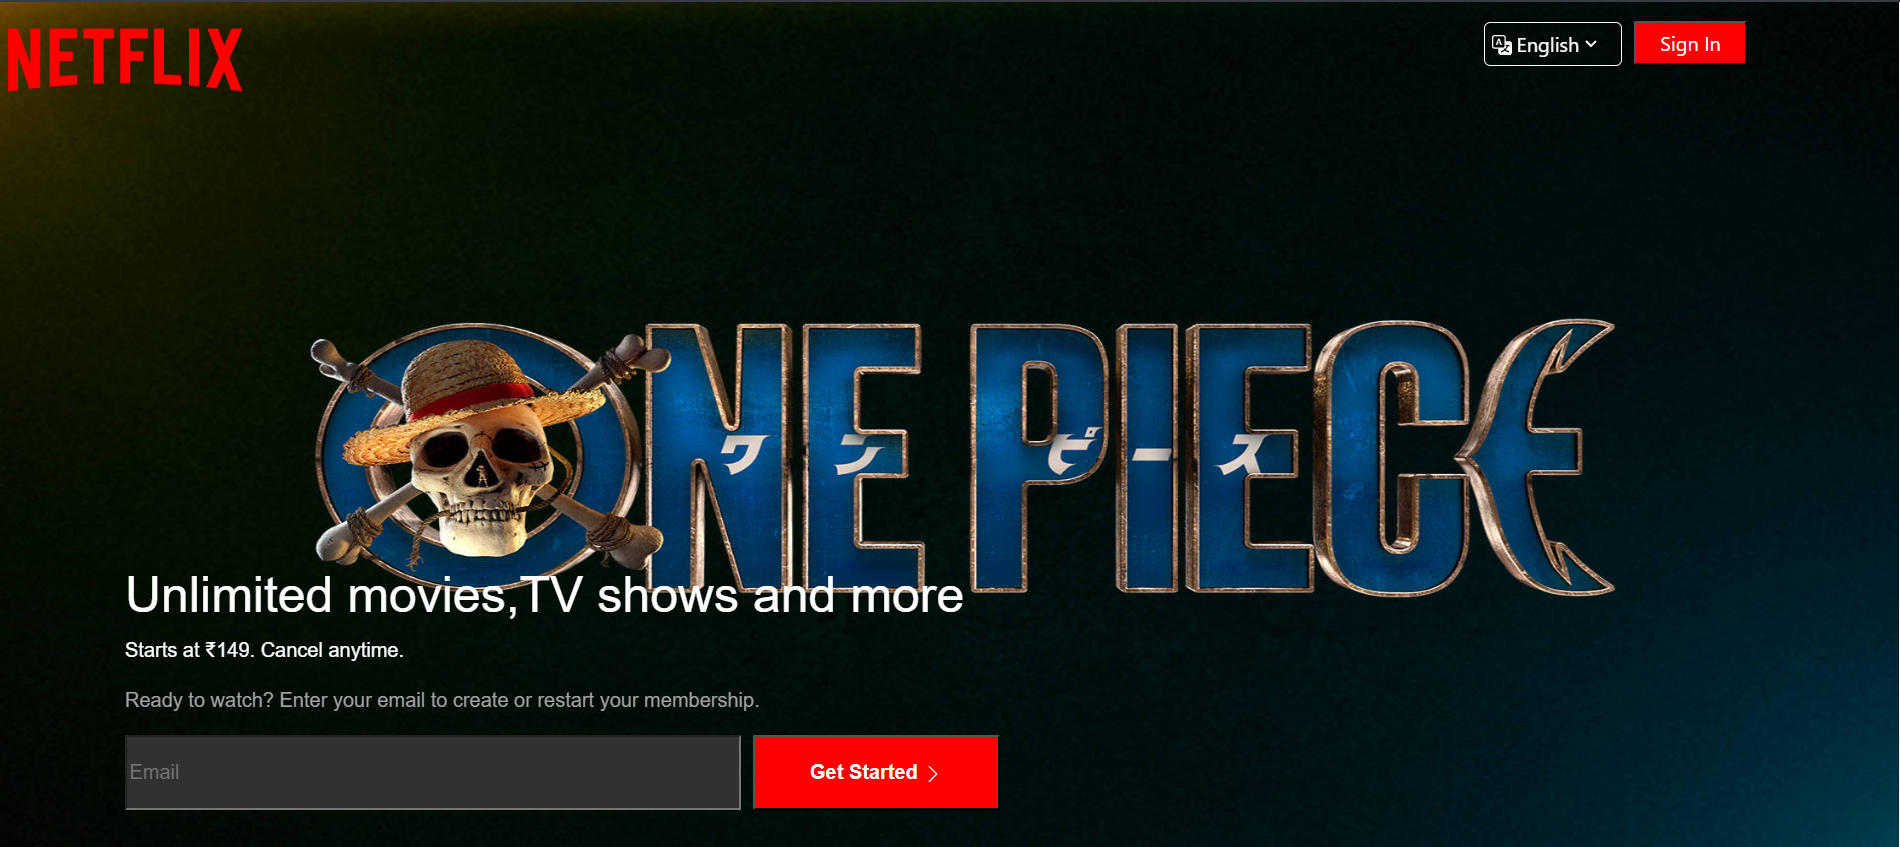 NETFLIX
English
Sign In
ONE PIECE
ワンピース
Unlimited movies,TV shows and more
Starts at ₹149. Cancel anytime.
Ready to watch? Enter your email to create or restart your membership.
Email
Get Started